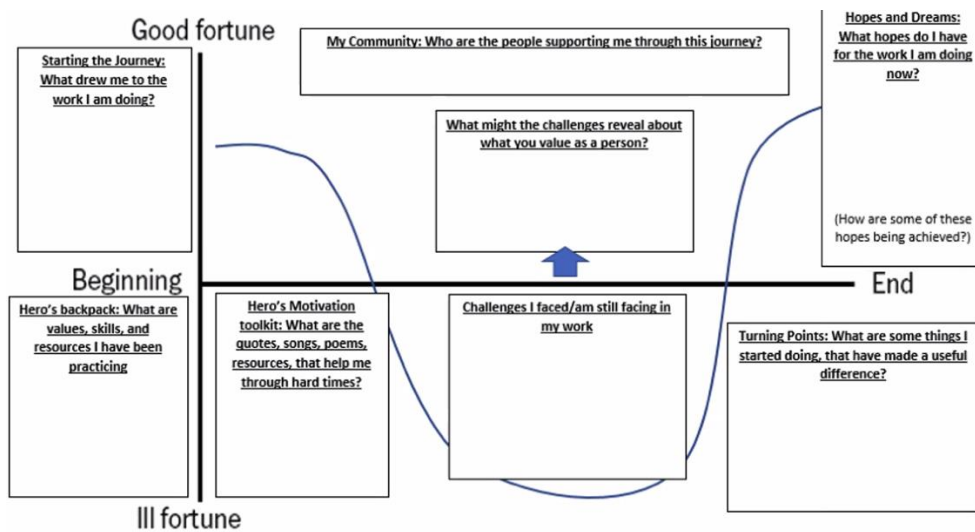 Good fortune
Starting the Journey:
What drew me to the
work I am doing?
My Community: Who are the people supporting me through this journey?
Hopes and Dreams:
What hopes do I have
for the work I am doing
now?
What might the challenges reveal about
what you value as a person?
(How are some of these
hopes being achieved?)
Beginning
End
Hero's backpack: What are
values, skills, and
resources I have been
practicing
Hero's Motivation
toolkit: What are the
quotes, songs, poems,
resources, that help me
through hard times?
Challenges I faced/am still facing in
my work
Turning Points: What are some things I
started doing, that have made a useful
difference?
Ill fortune